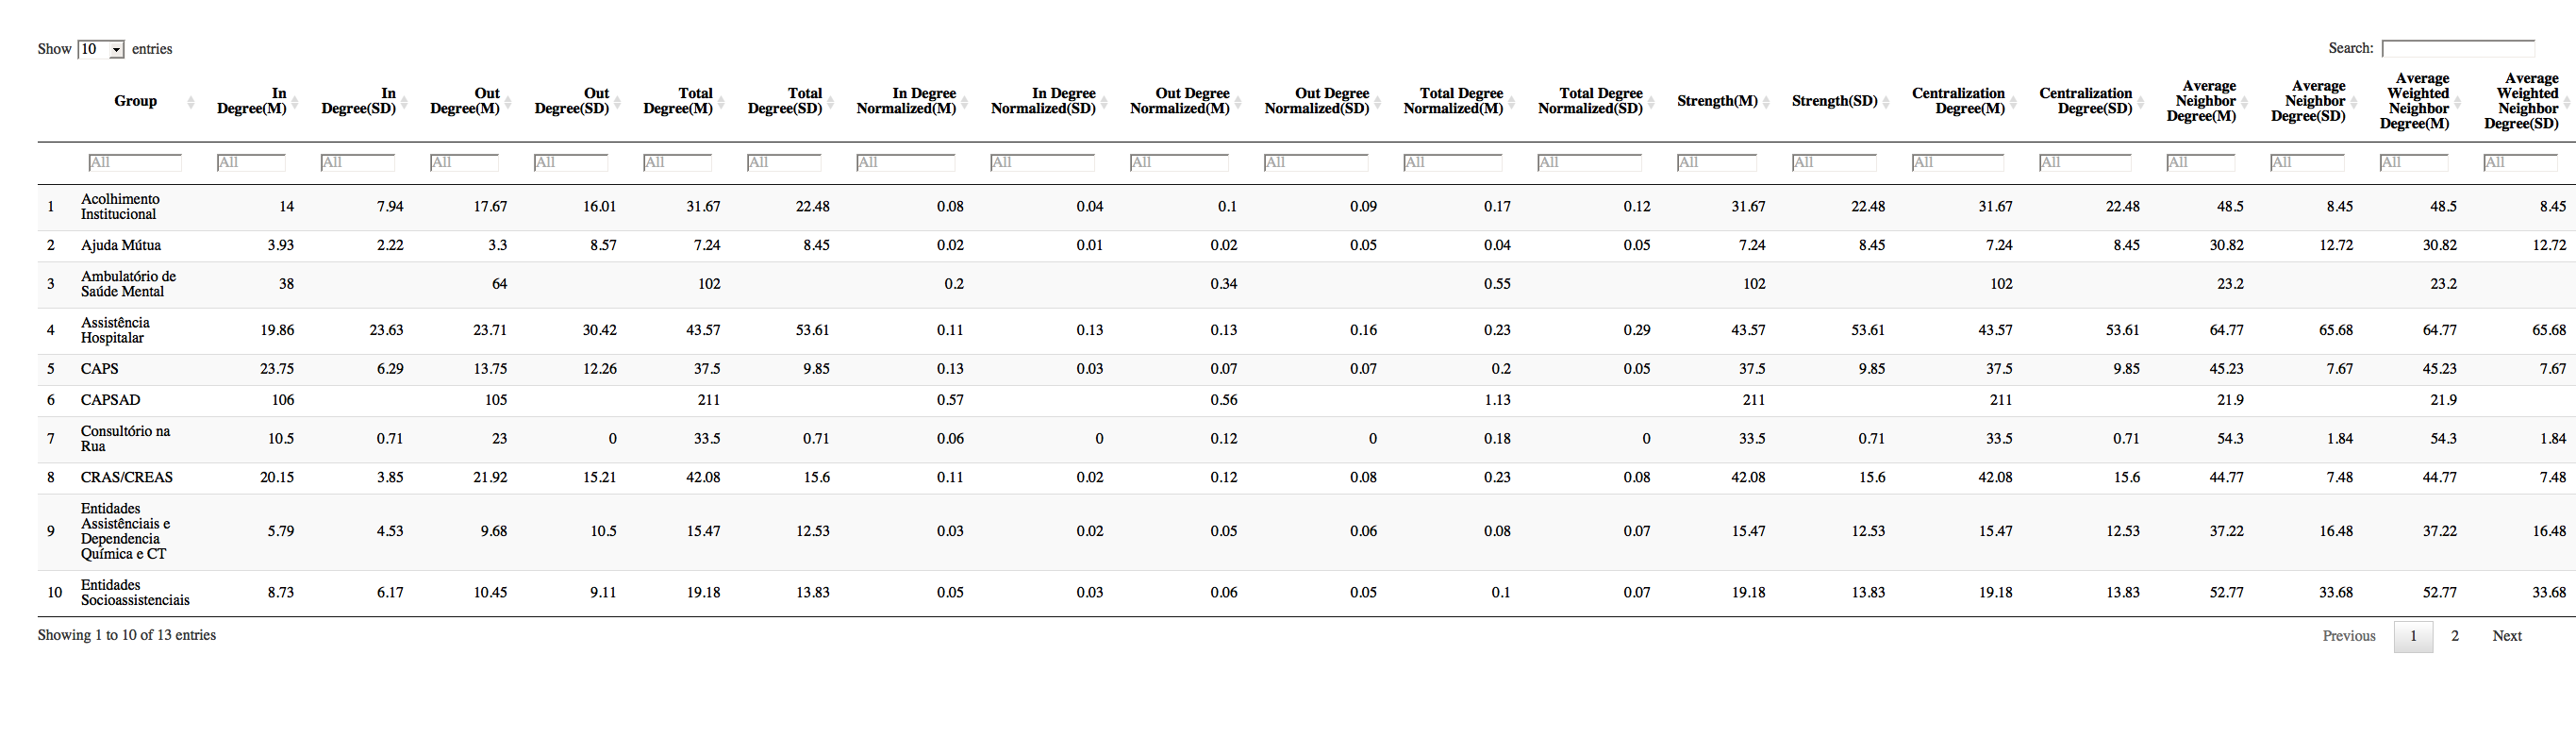 Show 10 entries Search:
Group In Degree(M) In Degree(SD) Out Degree(M) Out Degree(SD) Total Degree(M) Total Degree(SD) In Degree Normalized(M) In Degree Normalized(SD) Out Degree Normalized(M) Out Degree Normalized(SD) Total Degree Normalized(M) Total Degree Normalized(SD) Strength(M) Strength(SD) Centralization Degree(M) Centralization Degree(SD) Average Neighbor Degree(M) Average Neighbor Degree(SD) Average Weighted Neighbor Degree(M) Average Weighted Neighbor Degree(SD)
All All All All All All All All All All All All All All All All All All All All All
1 Acolhimento Institucional 14 7.94 17.67 16.01 31.67 22.48 0.08 0.04 0.1 0.09 0.17 0.12 31.67 22.48 31.67 22.48 48.5 8.45 48.5 8.45
2 Ajuda Mútua 3.93 2.22 3.3 8.57 7.24 8.45 0.02 0.01 0.02 0.05 0.04 0.05 7.24 8.45 7.24 8.45 30.82 12.72 30.82 12.72
3 Ambulatório de Saúde Mental 38 64 102 0.2 0.34 0.55 102 102 23.2 23.2
4 Assistência Hospitalar 19.86 23.63 23.71 30.42 43.57 53.61 0.11 0.13 0.13 0.16 0.23 0.29 43.57 53.61 43.57 53.61 64.77 65.68 64.77 65.68
5 CAPS 23.75 6.29 13.75 12.26 37.5 9.85 0.13 0.03 0.07 0.07 0.2 0.05 37.5 9.85 37.5 9.85 45.23 7.67 45.23 7.67
6 CAPSAD 106 105 211 0.57 0.56 1.13 211 211 21.9 21.9
7 Consultório na Rua 10.5 0.71 23 0 33.5 0.71 0.06 0 0.12 0 0.18 0 33.5 0.71 33.5 0.71 54.3 1.84 54.3 1.84
8 CRAS/CREAS 20.15 3.85 21.92 15.21 42.08 15.6 0.11 0.02 0.12 0.08 0.23 0.08 42.08 15.6 42.08 15.6 44.77 7.48 44.77 7.48
9 Entidades Assistênciais e Dependencia Química e CT 5.79 4.53 9.68 10.5 15.47 12.53 0.03 0.02 0.05 0.06 0.08 0.07 15.47 12.53 15.47 12.53 37.22 16.48 37.22 16.48
10 Entidades Socioassistenciais 8.73 6.17 10.45 9.11 19.18 13.83 0.05 0.03 0.06 0.05 0.1 0.07 19.18 13.83 19.18 13.83 52.77 33.68 52.77 33.68
Showing 1 to 10 of 13 entries Previous 1 2 Next